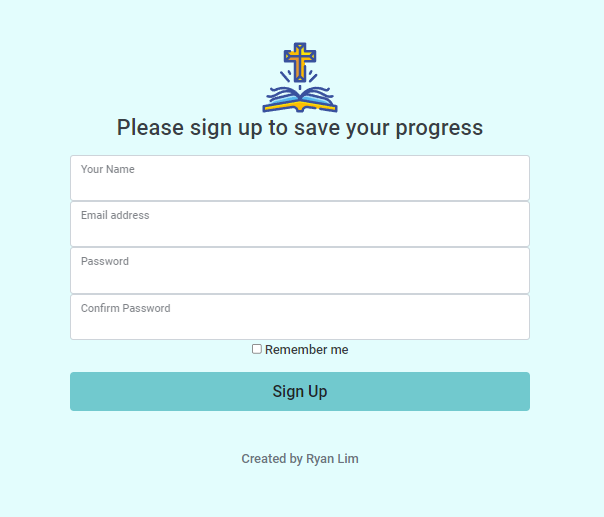 Please sign up to save your progress
Your Name
Email address
Password
Confirm Password
Remember me
Sign Up
Created by Ryan Lim